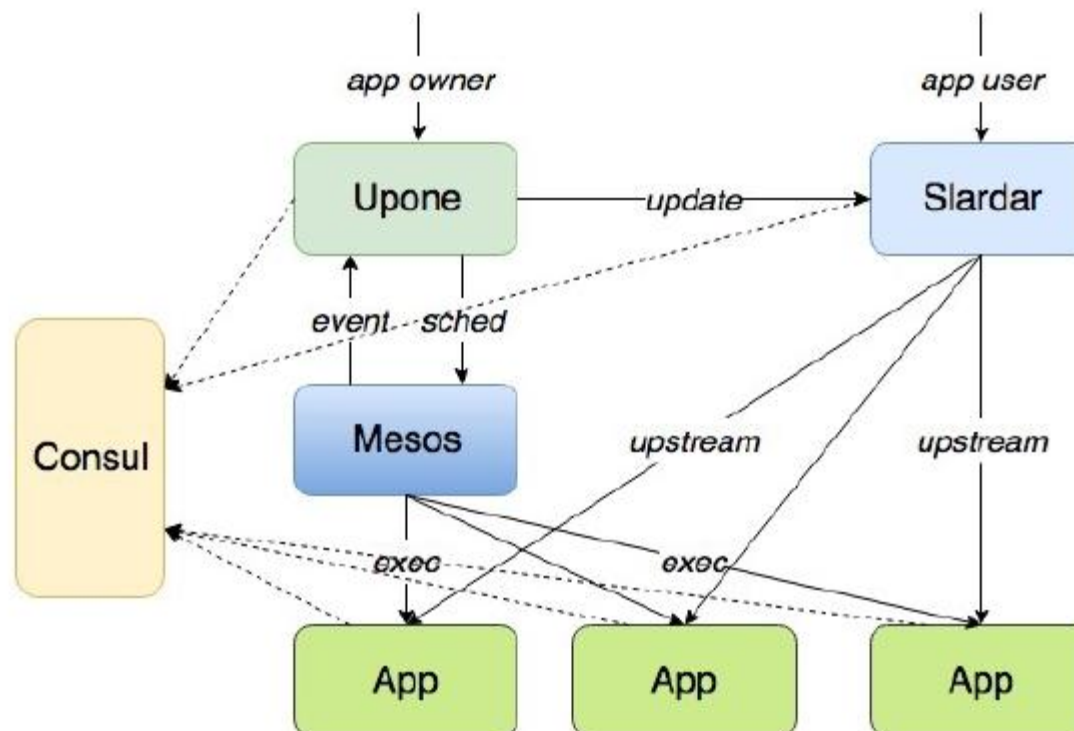 app owner
app user
Upone
update
Slardar
event
sched
Consul
Mesos
upstream
upstream
exec
exec
App
App
App